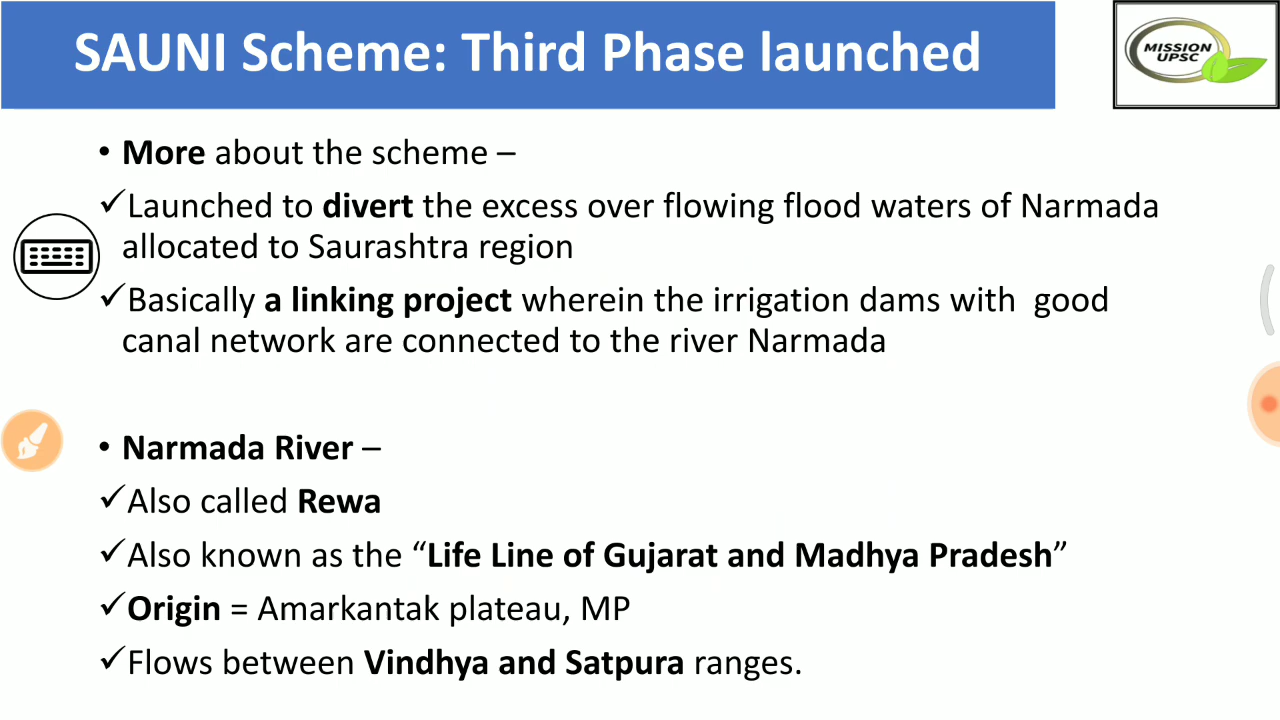 SAUNI Scheme: Third Phase launched
MISSION
UPSC
• More about the scheme –
✓Launched to divert the excess over flowing flood waters of Narmada
allocated to Saurashtra region
✓Basically a linking project wherein the irrigation dams with  good
canal network are connected to the river Narmada
• Narmada River –
✓Also called Rewa
✓Also known as the “Life Line of Gujarat and Madhya Pradesh”
✓Origin = Amarkantak plateau, MP
✓Flows between Vindhya and Satpura ranges.